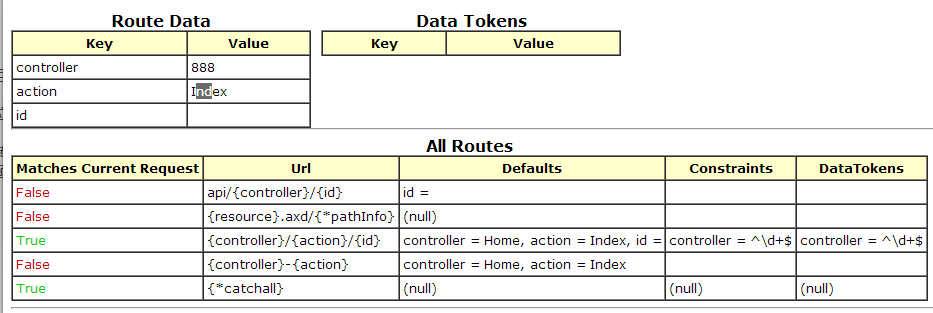 Route Data Data Tokens
Key Value Key Value
controller 888
action Index
id
All Routes
Matches Current Request Url Defaults Constraints DataTokens
False api/{controller}/{id} id =
False {resource}.axd/{*pathInfo} (null)
True {controller}/{action}/{id} controller = Home, action = Index, id = controller = ^\d+$ controller = ^\d+$
False {controller}-{action} controller = Home, action = Index
True {*catchall} (null) (null) (null)